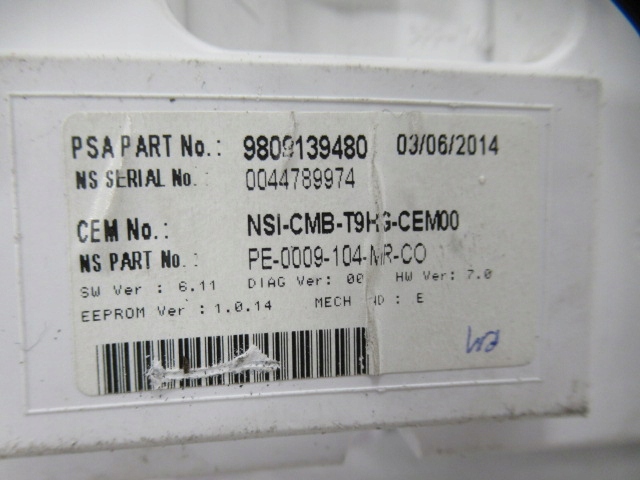 PSA PART No.: 9809139480 03/06/2014
NS SERIAL No.: 0044789974
CEM No.: NSI-CMB-T9HG-CEM00
NS PART No.: PE-0009-104-MR-CO
SW Ver : 6.11 DIAG Ver: 00 HW Ver: 7.0
EEPROM Ver : 1.0.14 MECH IND : E